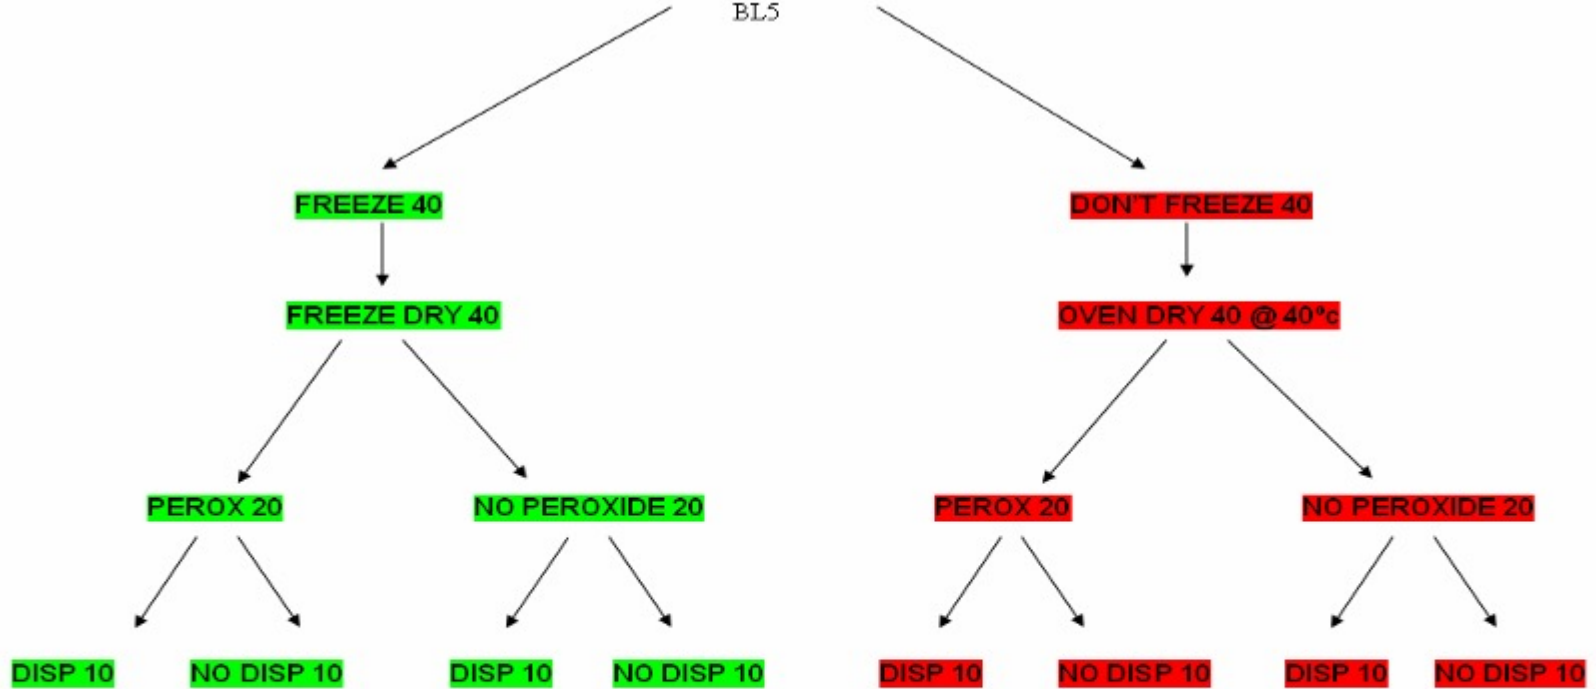 BL5
FREEZE 40
DON'T FREEZE 40
FREEZE DRY 40
OVEN DRY 40 @ 40ºc
PEROX 20
NO PEROXIDE 20
PEROX 20
NO PEROXIDE 20
DISP 10
NO DISP 10
DISP 10
NO DISP 10
DISP 10
NO DISP 10
DISP 10
NO DISP 10